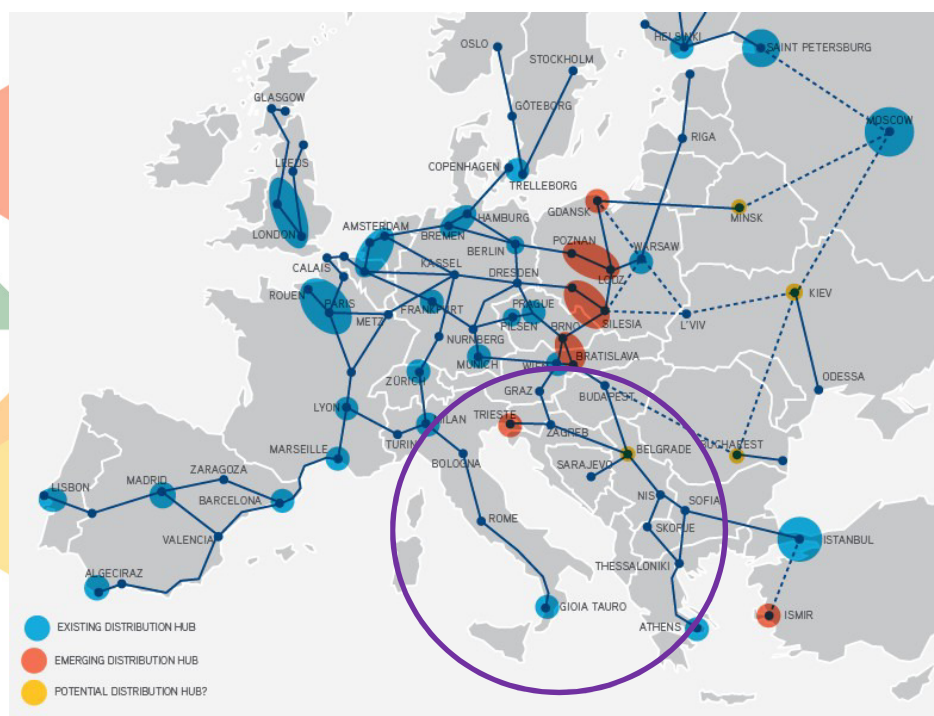 OSLO
STOCKHOLM
HELSINKI
SAINT PETERSBURG
GLASGOW
GÖTEBORG
MOSCOW
RIGA
LEEDS
COPENHAGEN
TRELLEBORG
GDANSK
MINSK
LONDON
AMSTERDAM
HAMBURG
BREMEN
BERLIN
POZNAN
WARSAW
CALAIS
KASSEL
DRESDEN
LODZ
ROUEN
PARIS
FRANKFURT
PRAGUE
KIEV
METZ
PILSEN
SILESIA
L'VIV
NURNBERG
BRNO
MUNICH
WIEN
BRATISLAVA
ZÜRICH
GRAZ
BUDAPEST
ODESSA
LYON
TRIESTE
MILAN
ZAGREB
TURIN
MARSEILLE
BOLOGNA
SARAJEVO
BELGRADE
BUCHAREST
ZARAGOZA
MADRID
LISBON
BARCELONA
NIS
SOFIA
ROME
SKOPJE
VALENCIA
ISTANBUL
THESSALONIKI
ALGECIRAZ
GIOIA TAURO
ATHENS
ISMIR
EXISTING DISTRIBUTION HUB
EMERGING DISTRIBUTION HUB
POTENTIAL DISTRIBUTION HUB?